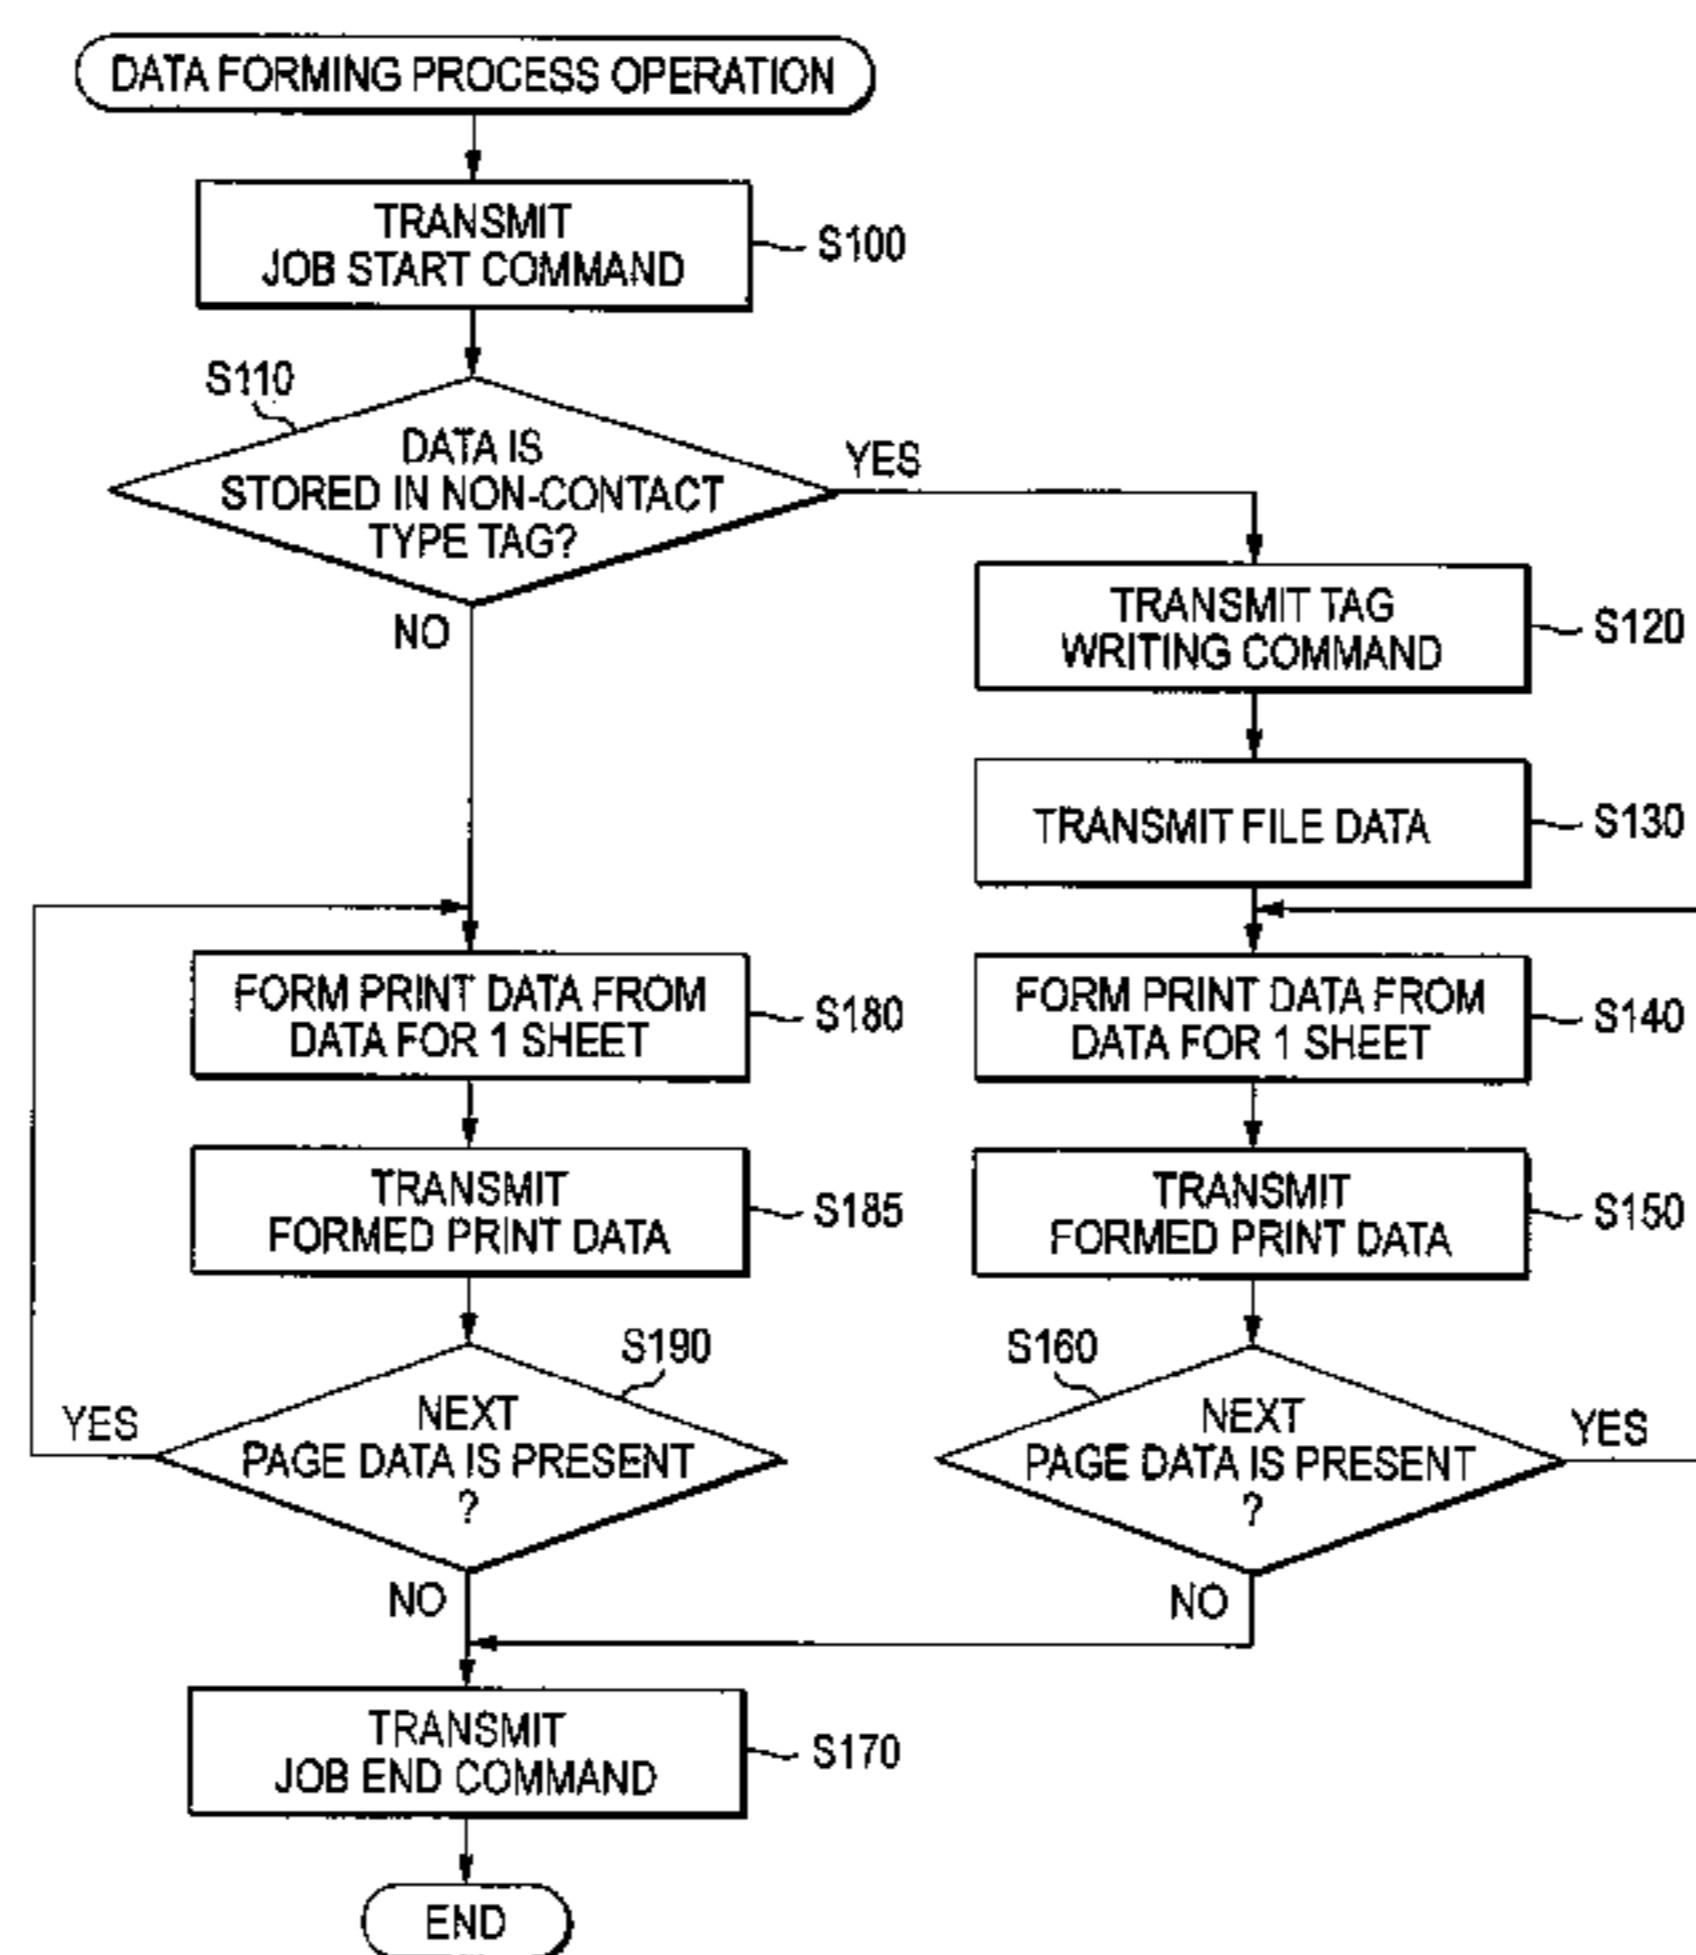 DATA FORMING PROCESS OPERATION
TRANSMIT
JOB START COMMAND
S100
S110
DATA IS
STORED IN NON-CONTACT
TYPE TAG?
YES
NO
TRANSMIT TAG
WRITING COMMAND
S120
TRANSMIT FILE DATA
S130
FORM PRINT DATA FROM
DATA FOR 1 SHEET
S180
FORM PRINT DATA FROM
DATA FOR 1 SHEET
S140
TRANSMIT
FORMED PRINT DATA
S185
TRANSMIT
FORMED PRINT DATA
S150
S190
NEXT
PAGE DATA IS PRESENT
?
YES
NO
S160
NEXT
PAGE DATA IS PRESENT
?
YES
NO
TRANSMIT
JOB END COMMAND
S170
END